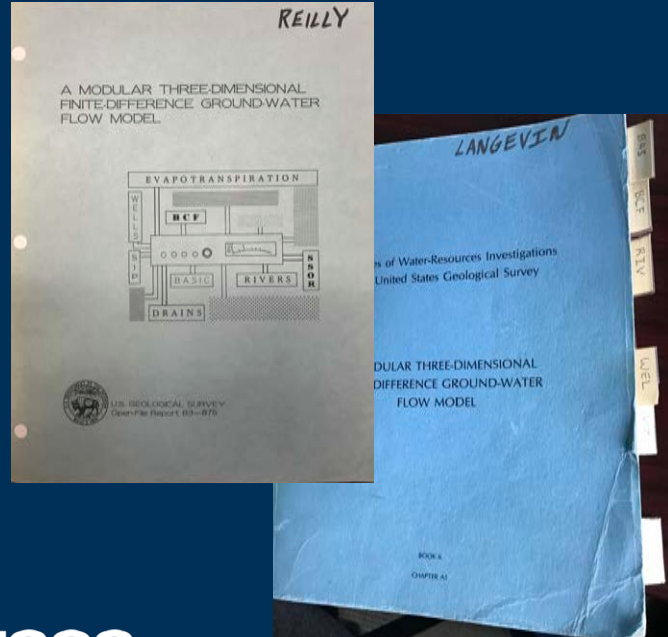 REILLY
A MODULAR THREE-DIMENSIONAL
FINITE-DIFFERENCE GROUND-WATER
FLOW MODEL
EVAPOTRANSPIRATION
WELLS
BCF
SIP
SSOR
BASIC
RIVERS
DRAINS
U.S. GEOLOGICAL SURVEY
Open-File Report 83-875
LANGEVIN
BAS
BCF
RIV
WEL
es of Water-Resources Investigations
United States Geological Survey
DULAR THREE-DIMENSIONAL
DIFFERENCE GROUND-WATER
FLOW MODEL
BOOK 6
CHAPTER A1